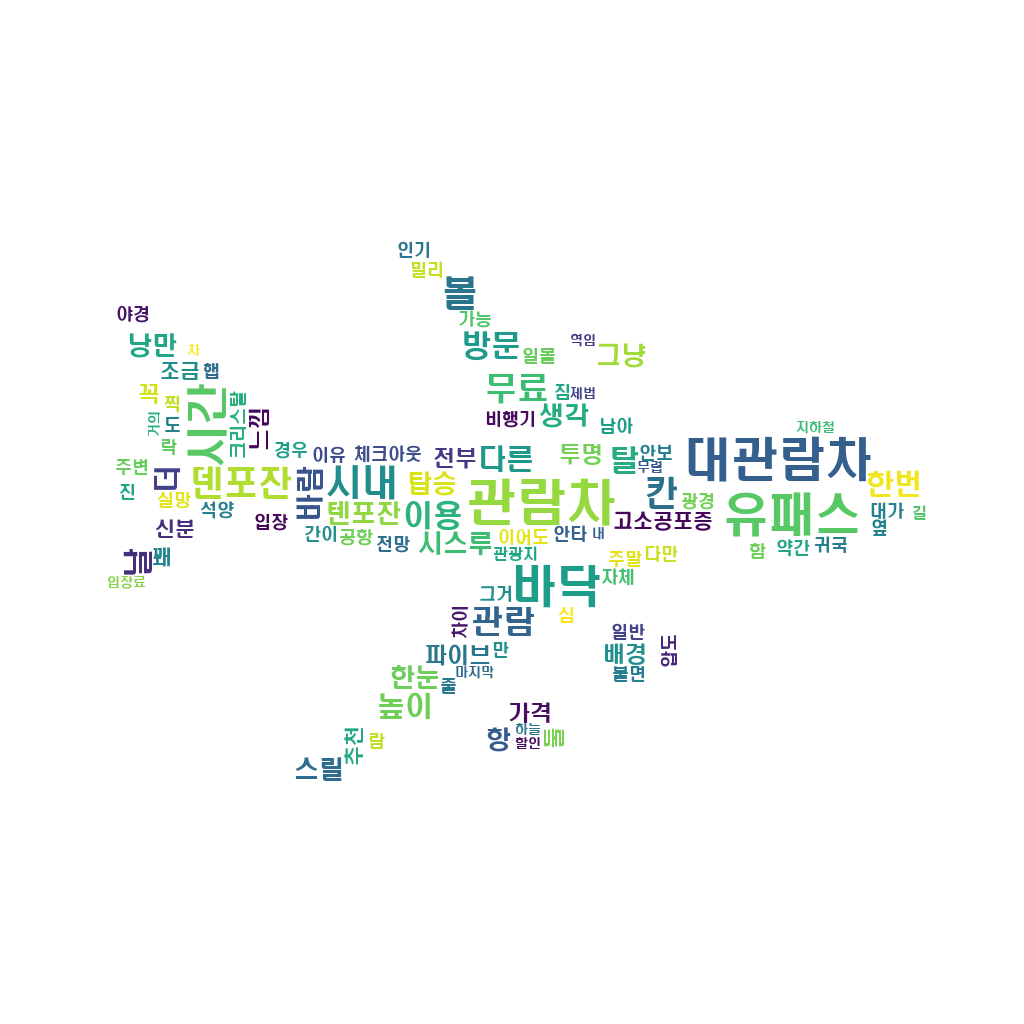 인기
밀리
볼
가능
야경
방문
일몰
역임
그냥
낭만
차
조금
햅
무료
짐
제법
꼭
찍
시간
크리스탈
느낌
비행기
생각
남아
거의
도
지하철
락
경우
이유
체크아웃
전부
다른
투명
탈
안보
무렵
대관람차
주변
더
덴포잔
바람
시내
탑승
관람차
칸
광경
유패스
한번
진
실망
석양
텐포잔
이용
고소공포증
대가
길
신분
입장
간이
공항
전망
시스루
이어도
관광지
안타
내
옆
날
꽤
주말
다만
함
약간
귀국
입장료
그거
바닥
자체
차이
관람
심
일반
압도
파이브
만
배경
불면
마지막
한눈
줄
높이
가격
추천
람
항
하늘
할인
둘
스릴